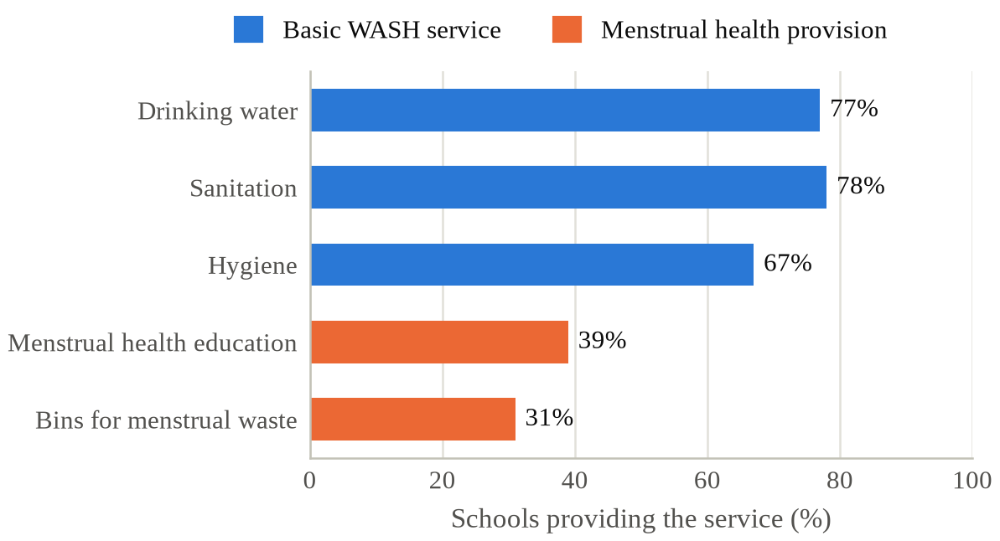 Basic WASH service
Menstrual health provision
Drinking water
77%
Sanitation
78%
Hygiene
67%
Menstrual health education
39%
Bins for menstrual waste
31%
0 20 40 60 80 100
Schools providing the service (%)